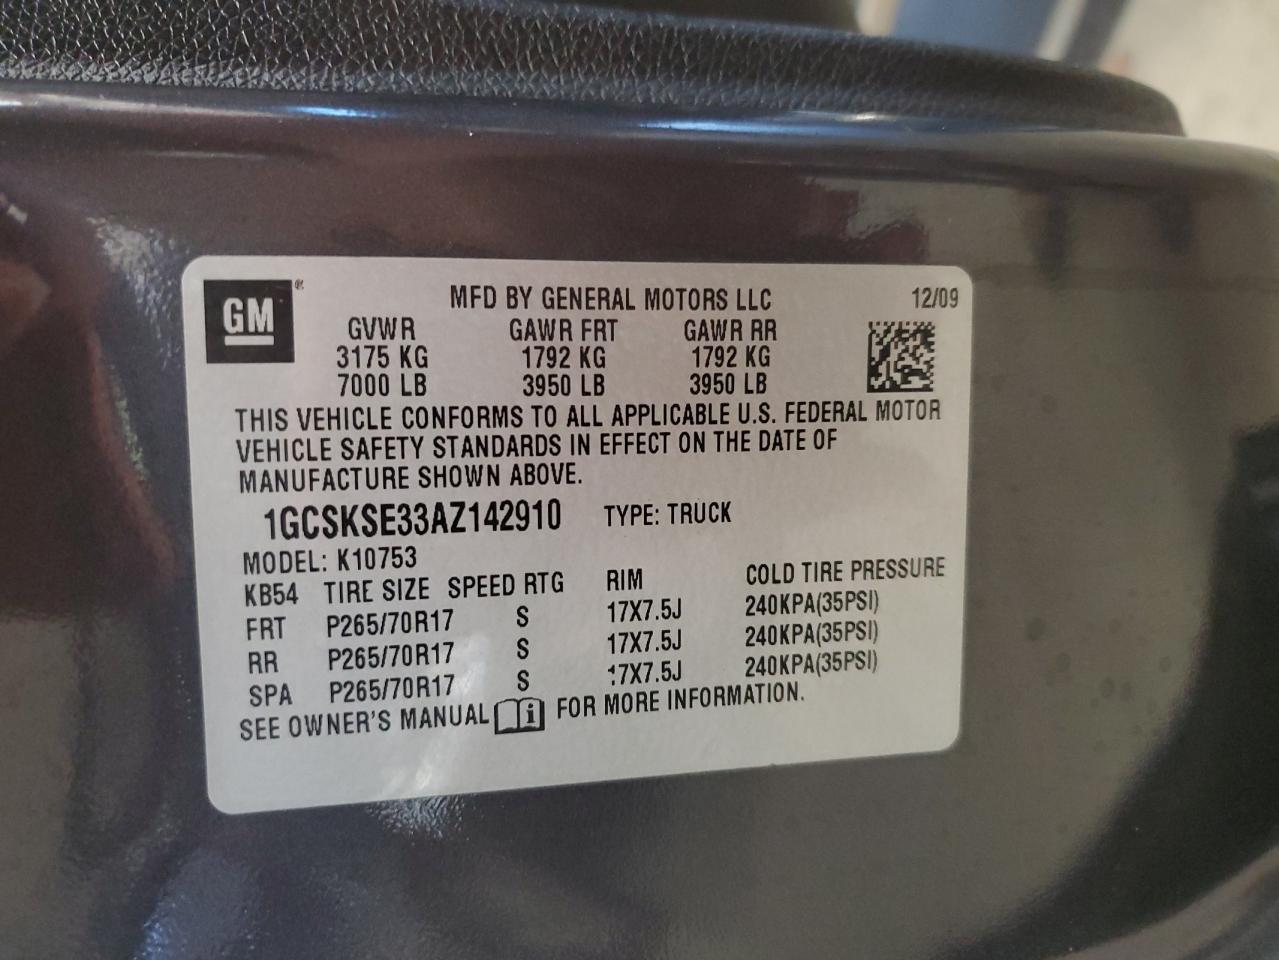 GM®
MFD BY GENERAL MOTORS LLC 12/09
GVWR GAWR FRT GAWR RR
3175 KG 1792 KG 1792 KG
7000 LB 3950 LB 3950 LB
THIS VEHICLE CONFORMS TO ALL APPLICABLE U.S. FEDERAL MOTOR
VEHICLE SAFETY STANDARDS IN EFFECT ON THE DATE OF
MANUFACTURE SHOWN ABOVE.
1GCSKSE33AZ142910 TYPE: TRUCK
MODEL: K10753
KB54 TIRE SIZE SPEED RTG RIM COLD TIRE PRESSURE
FRT P265/70R17 S 17X7.5J 240KPA(35PSI)
RR P265/70R17 S 17X7.5J 240KPA(35PSI)
SPA P265/70R17 S 17X7.5J 240KPA(35PSI)
SEE OWNER'S MANUAL i FOR MORE INFORMATION.